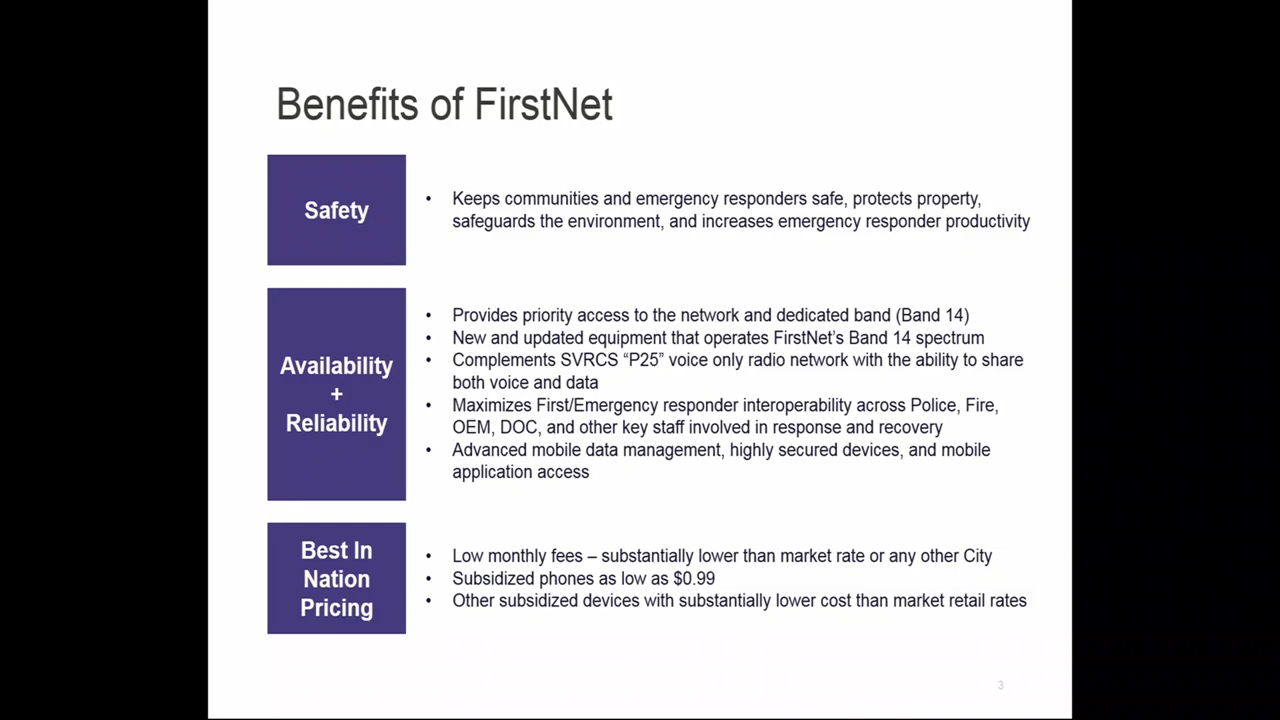 Benefits of FirstNet
Safety
• Keeps communities and emergency responders safe, protects property,
safeguards the environment, and increases emergency responder productivity
Availability
+
Reliability
• Provides priority access to the network and dedicated band (Band 14)
• New and updated equipment that operates FirstNet’s Band 14 spectrum
• Complements SVRCS “P25” voice only radio network with the ability to share
both voice and data
• Maximizes First/Emergency responder interoperability across Police, Fire,
OEM, DOC, and other key staff involved in response and recovery
• Advanced mobile data management, highly secured devices, and mobile
application access
Best In
Nation
Pricing
• Low monthly fees – substantially lower than market rate or any other City
• Subsidized phones as low as $0.99
• Other subsidized devices with substantially lower cost than market retail rates
3